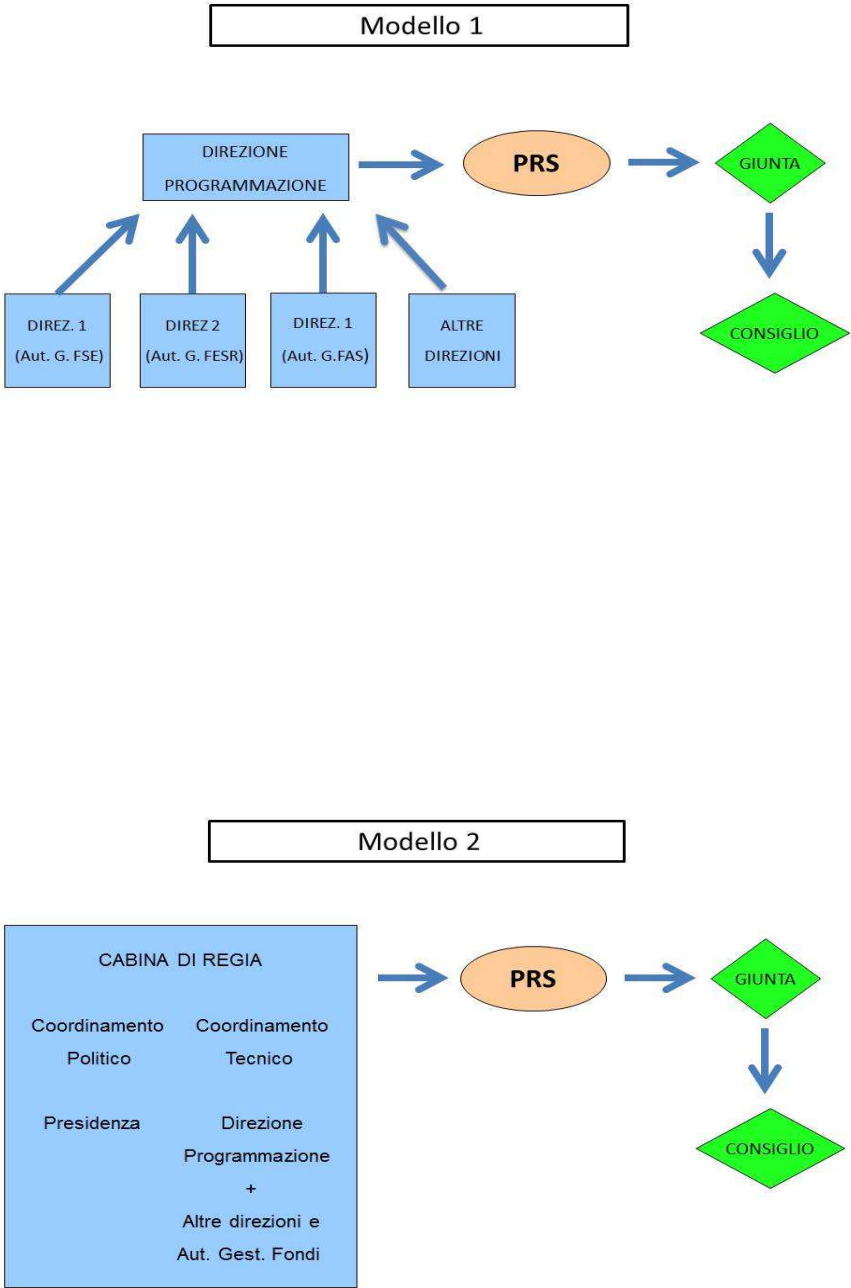 Modello 1
DIREZIONE
PROGRAMMAZIONE
PRS
GIUNTA
DIREZ. 1
(Aut. G. FSE)
DIREZ 2
(Aut. G. FESR)
DIREZ. 1
(Aut. G.FAS)
ALTRE
DIREZIONI
CONSIGLIO
Modello 2
CABINA DI REGIA
Coordinamento
Politico
Presidenza
Coordinamento
Tecnico
Direzione
Programmazione
+
Altre direzioni e
Aut. Gest. Fondi
PRS
GIUNTA
CONSIGLIO